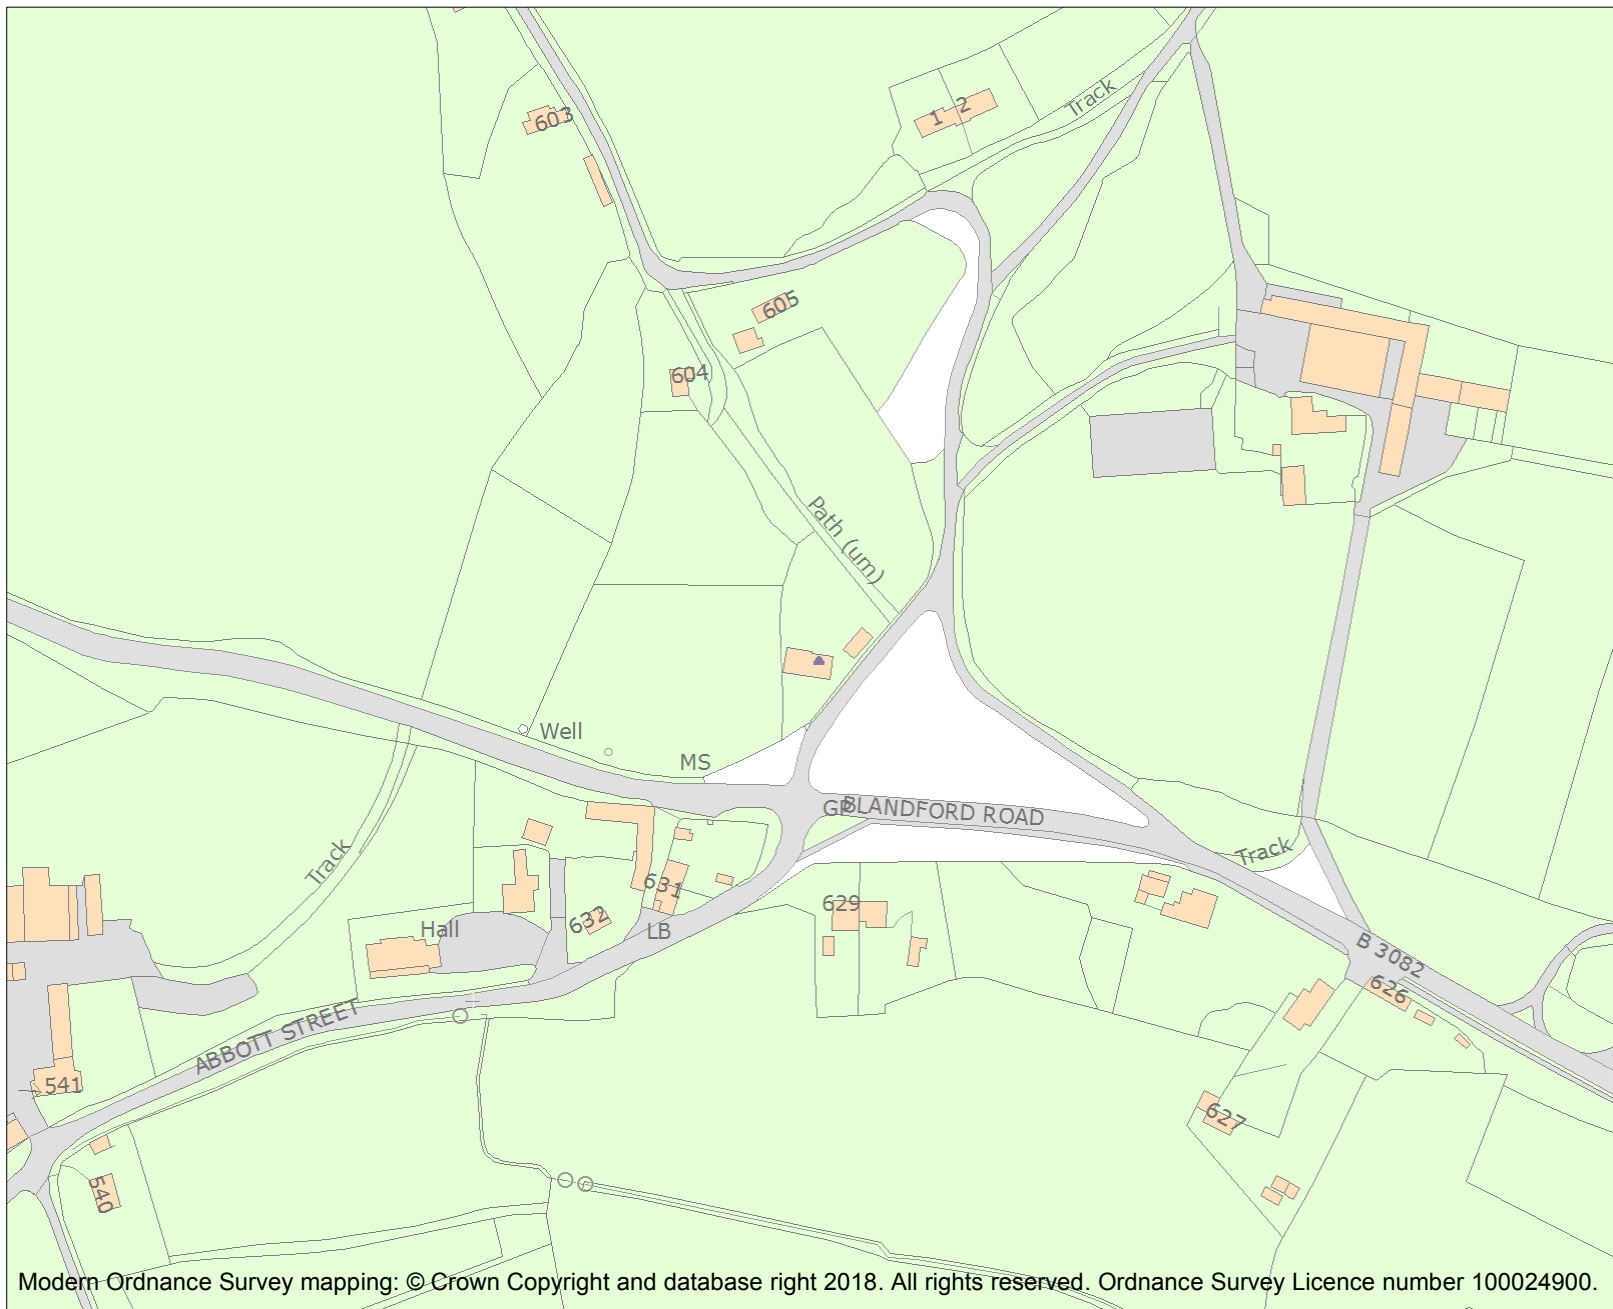 603
1 2
Track
605
604
Path (um)
Well
MS
GP
BLANDFORD ROAD
Track
Track
631
629
632
Hall
LB
B 3082
626
ABBOTT STREET
541
627
540
Modern Ordnance Survey mapping: © Crown Copyright and database right 2018. All rights reserved. Ordnance Survey Licence number 100024900.